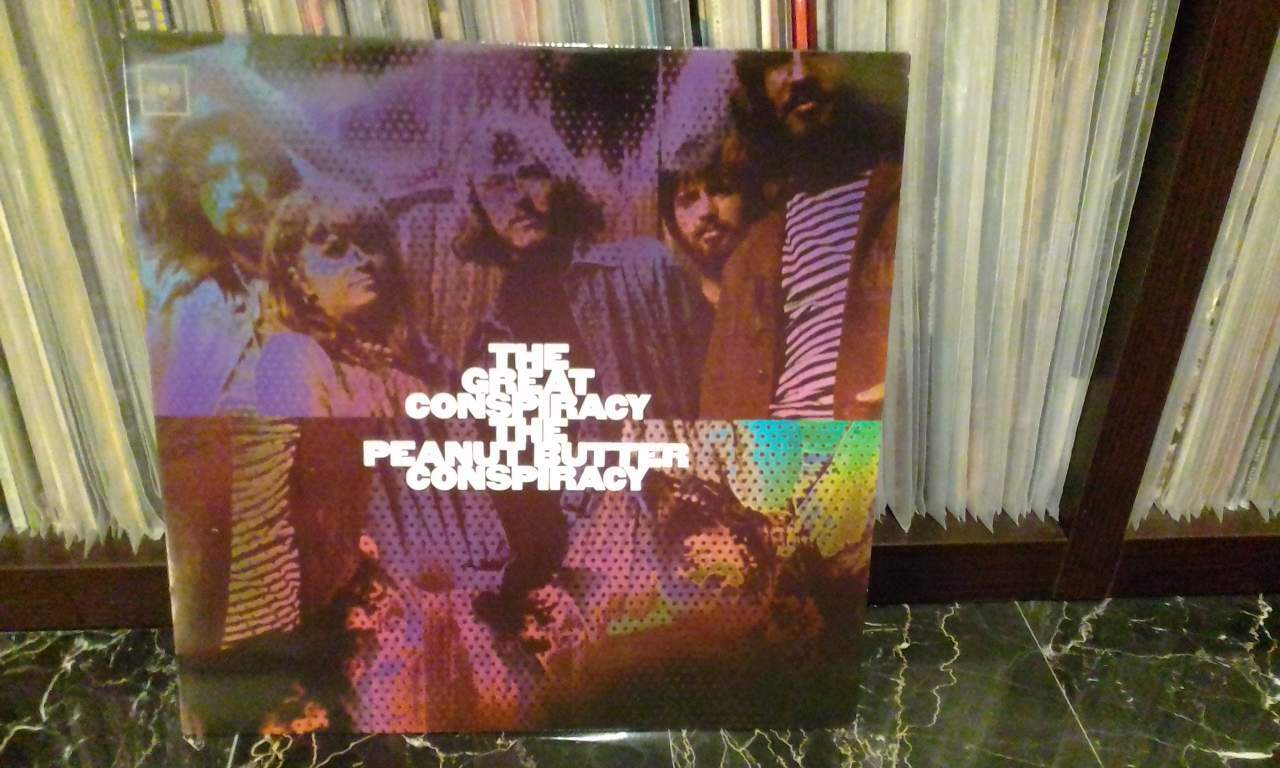 THE
GREAT
CONSPIRACY
THE
PEANUT BUTTER
CONSPIRACY